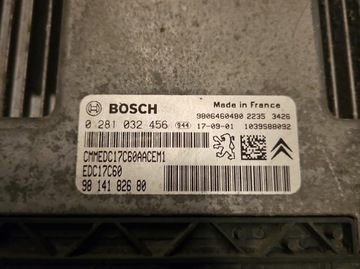 BOSCH
Made in France
9806460480 2235 3426
0 281 032 456 944 17-09-01 1039S88092
CMMEDC17C60AACEM1
EDC17C60
98 141 826 80